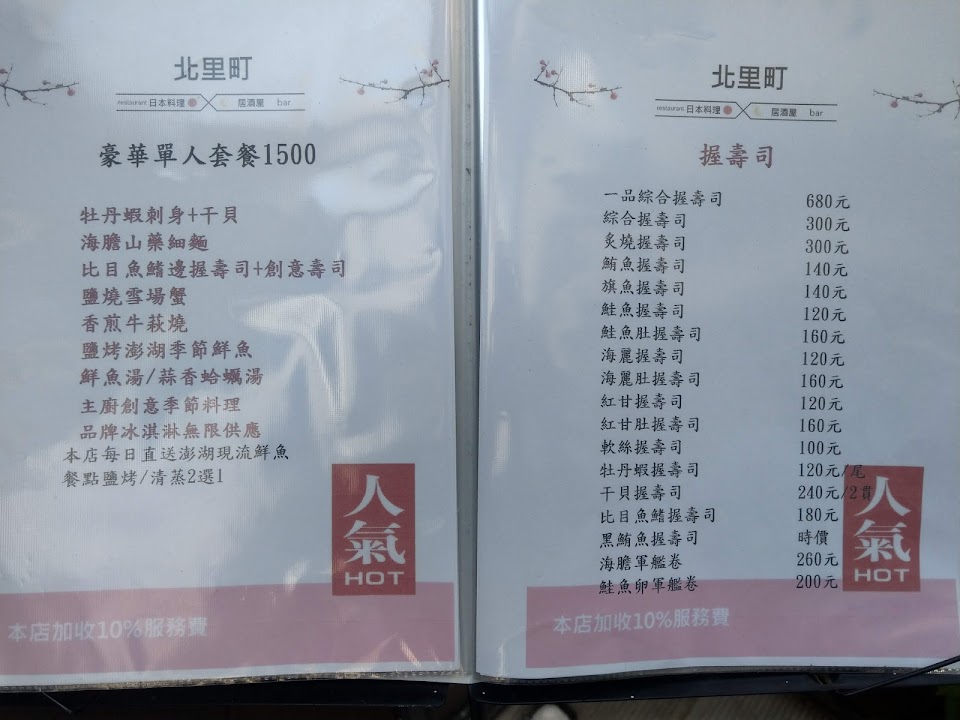 北里町
restaurant 日本料理 居酒屋 bar
豪華單人套餐1500
牡丹蝦刺身+干貝
海膽山藥細麵
比目魚鰭邊握壽司+創意壽司
鹽燒雪場蟹
香煎牛萩燒
鹽烤澎湖季節鮮魚
鮮魚湯/蒜香蛤蠣湯
主廚創意季節料理
品牌冰淇淋無限供應
本店每日直送澎湖現流鮮魚
餐點鹽烤/清蒸2選1
人氣
HOT
本店加收10%服務費
北里町
restaurant 日本料理 居酒屋 bar
握壽司
一品綜合握壽司 680元
綜合握壽司 300元
炙燒握壽司 300元
鮪魚握壽司 140元
旗魚握壽司 140元
鮭魚握壽司 120元
鮭魚肚握壽司 160元
海麗握壽司 120元
海麗肚握壽司 160元
紅甘握壽司 120元
紅甘肚握壽司 160元
軟絲握壽司 100元
牡丹蝦握壽司 120元/尾
干貝握壽司 240元/2貫
比目魚鰭握壽司 180元
黑鮪魚握壽司 時價
海膽軍艦卷 260元
鮭魚卵軍艦卷 200元
人氣
HOT
本店加收10%服務費